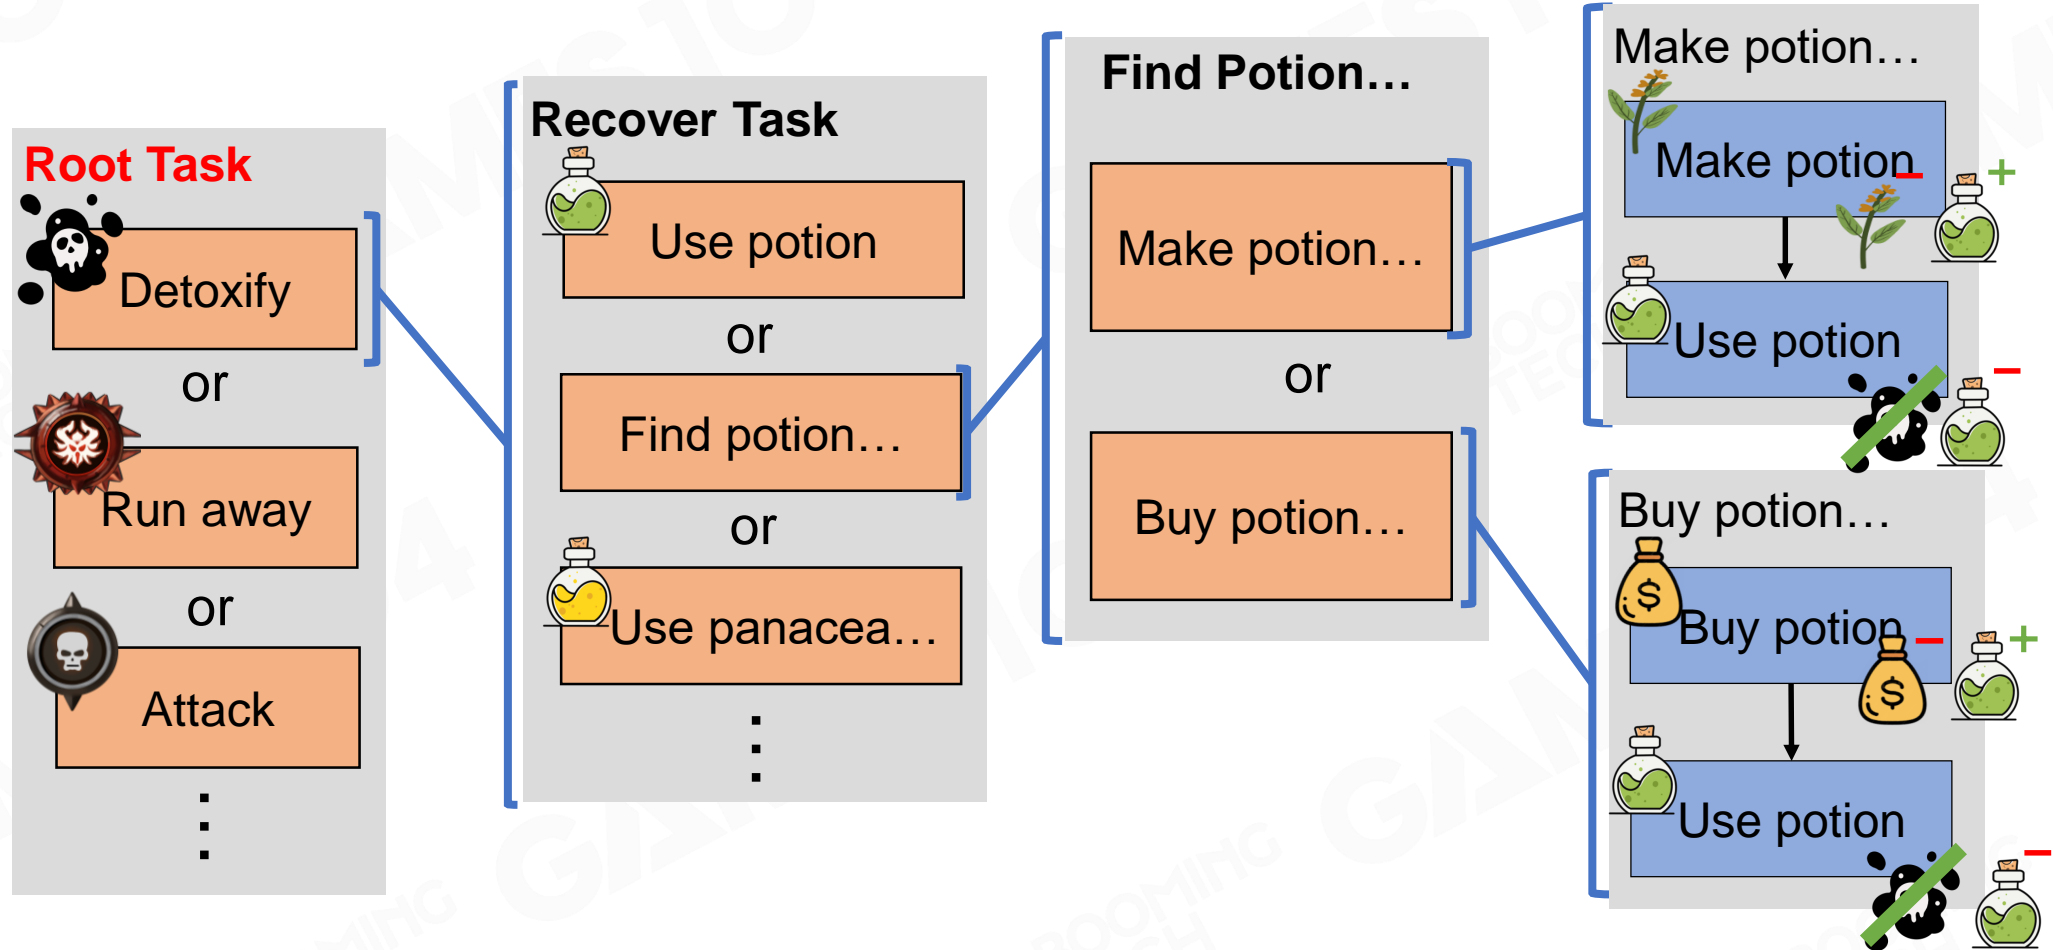 Root Task
Detoxify
or
Run away
or
Attack
Recover Task
Use potion
or
Find potion…
or
Use panacea…
Find Potion…
Make potion…
or
Buy potion…
Make potion…
Make potion
Use potion
Buy potion…
Buy potion
Use potion